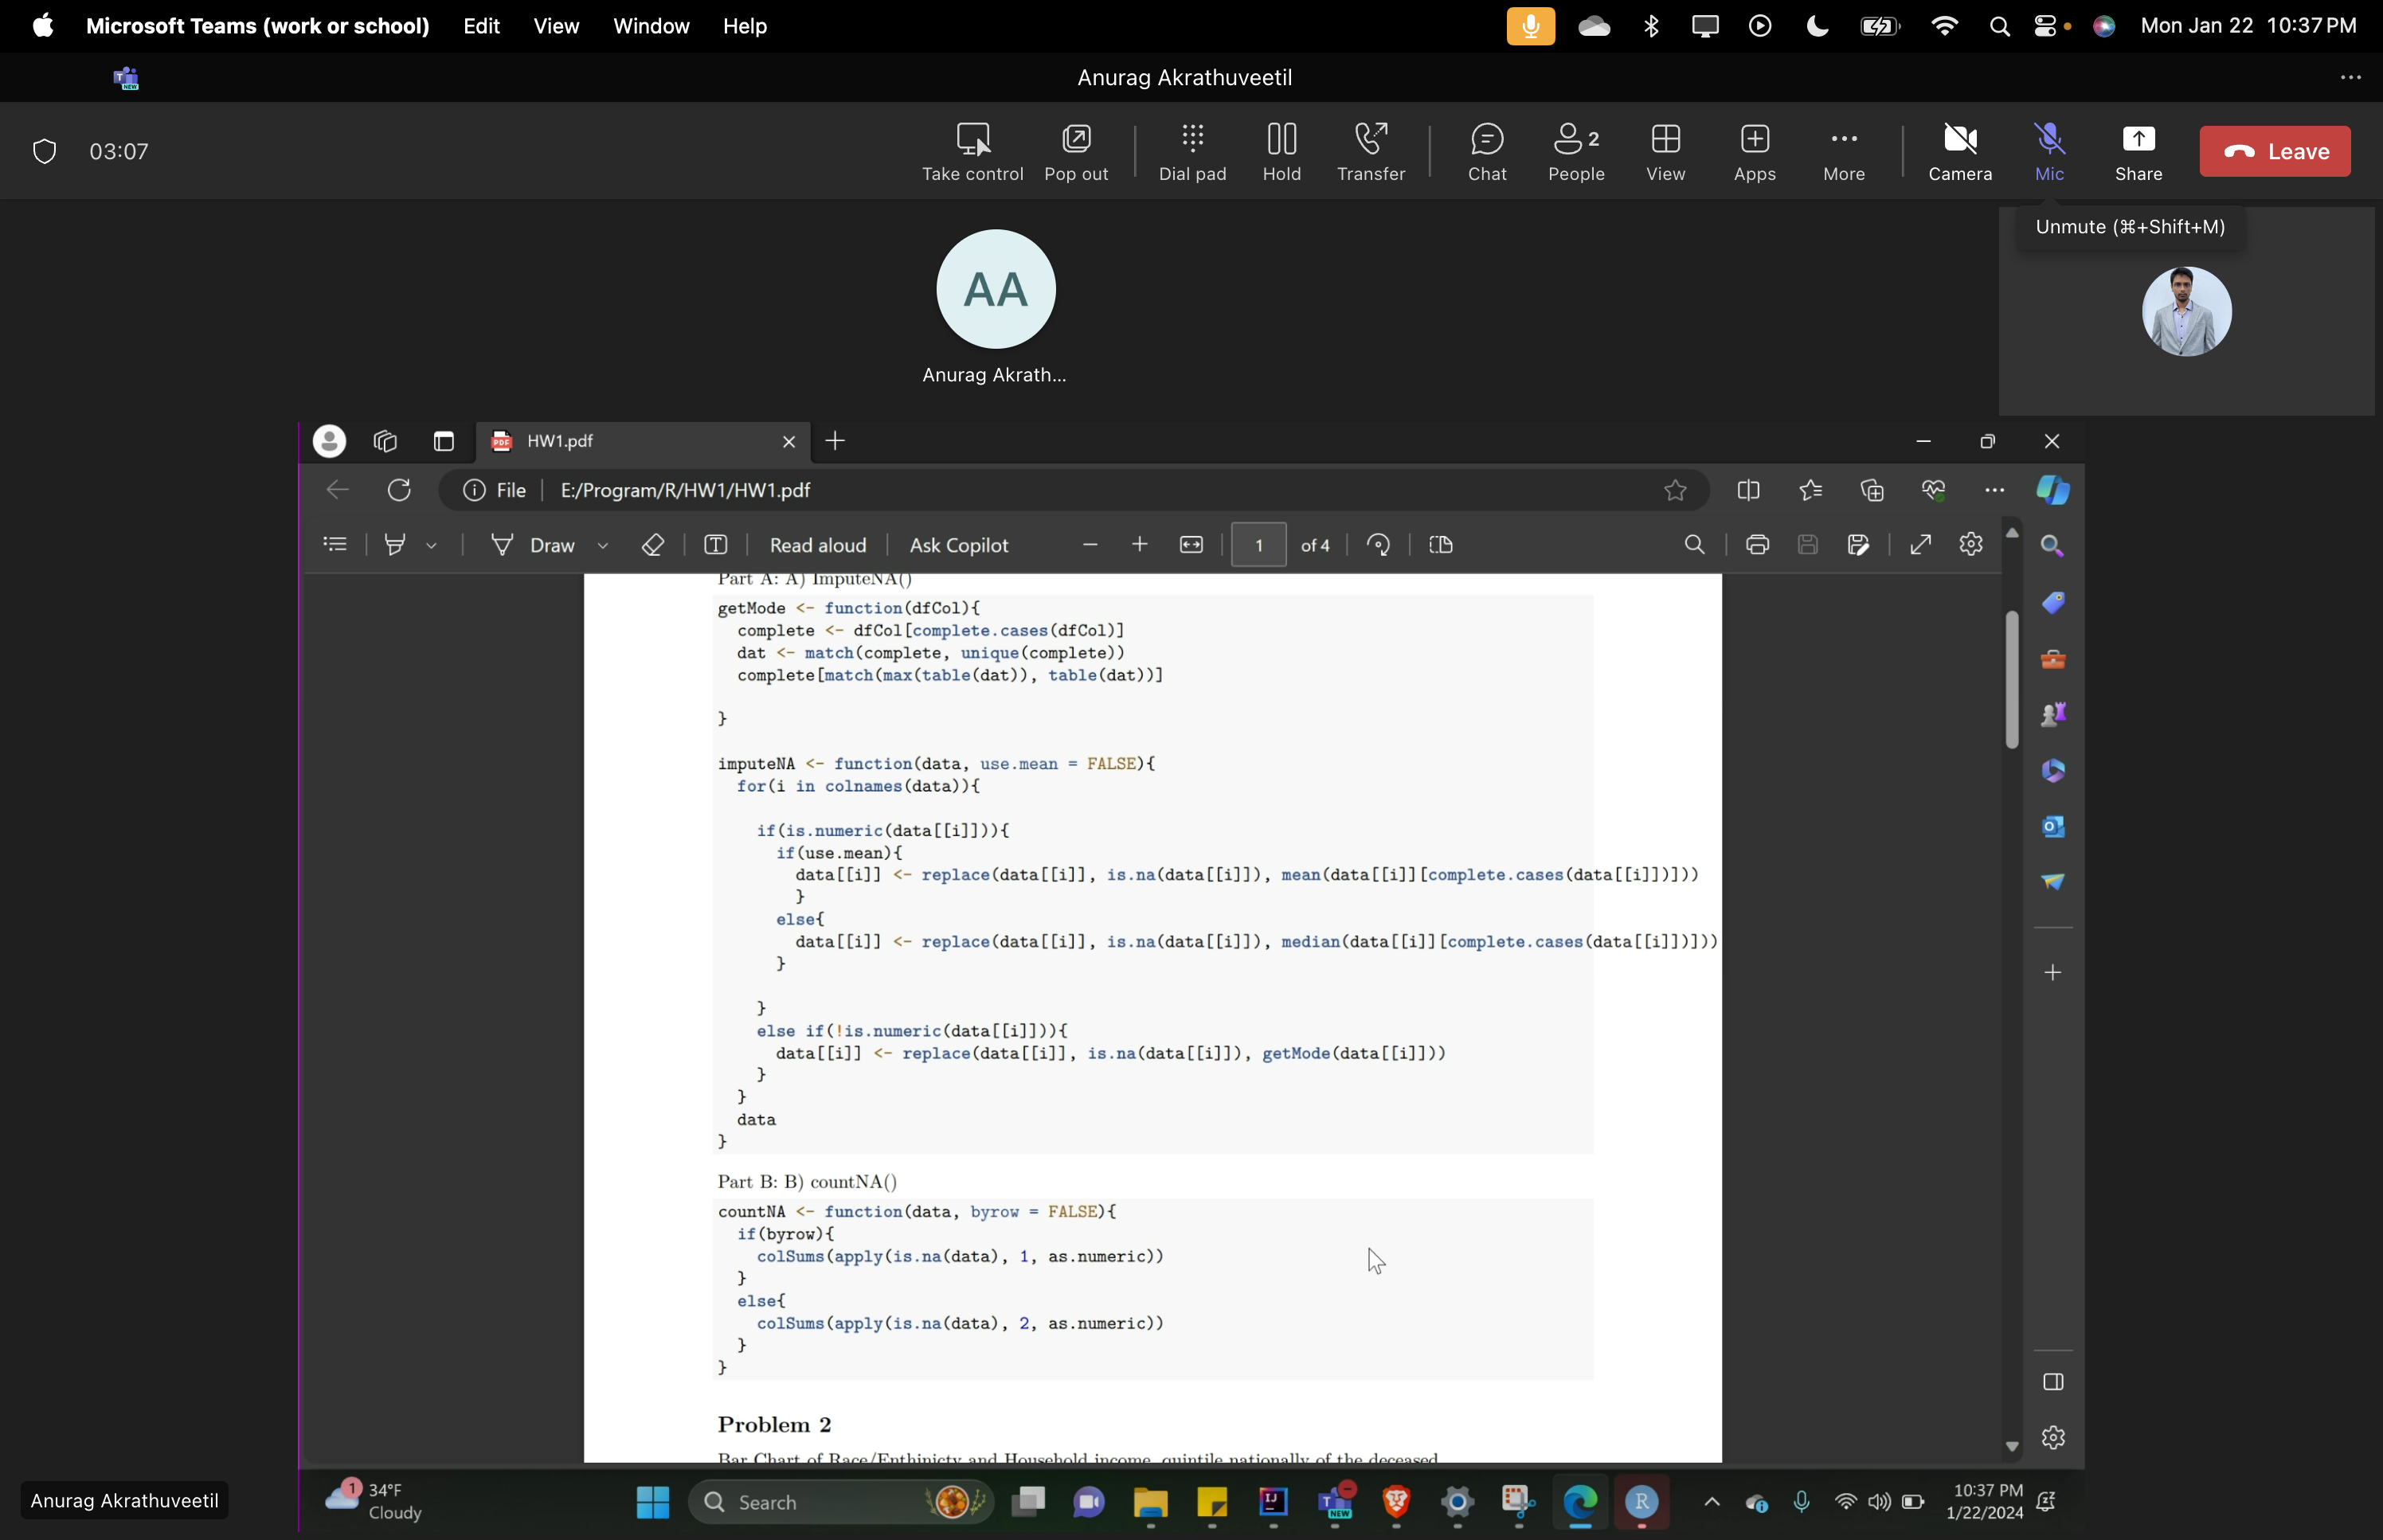 Microsoft Teams (work or school) Edit View Window Help Mon Jan 22 10:37 PM
NEW
Anurag Akrathuveetil
03:07
Take control Pop out Dial pad Hold Transfer Chat 2 People View Apps More Camera Mic Share Leave
Unmute (⌘+Shift+M)
AA
Anurag Akrath...
PDF HW1.pdf
File E:/Program/R/HW1/HW1.pdf
Draw Read aloud Ask Copilot 1 of 4
Part A: A) ImputeNA()
getMode <- function(dfCol){
complete <- dfCol[complete.cases(dfCol)]
dat <- match(complete, unique(complete))
complete[match(max(table(dat)), table(dat))]
}
imputeNA <- function(data, use.mean = FALSE){
for(i in colnames(data)){
if(is.numeric(data[[i]])){
if(use.mean){
data[[i]] <- replace(data[[i]], is.na(data[[i]]), mean(data[[i]][complete.cases(data[[i]])]))
}
else{
data[[i]] <- replace(data[[i]], is.na(data[[i]]), median(data[[i]][complete.cases(data[[i]])]))
}
}
else if(!is.numeric(data[[i]])){
data[[i]] <- replace(data[[i]], is.na(data[[i]]), getMode(data[[i]]))
}
}
data
}
Part B: B) countNA()
countNA <- function(data, byrow = FALSE){
if(byrow){
colSums(apply(is.na(data), 1, as.numeric))
}
else{
colSums(apply(is.na(data), 2, as.numeric))
}
}
Problem 2
Bar Chart of Race/Enthinicty and Household income, quintile nationally of the deceased
Anurag Akrathuveetil
1 34°F
Cloudy
Search
10:37 PM
1/22/2024